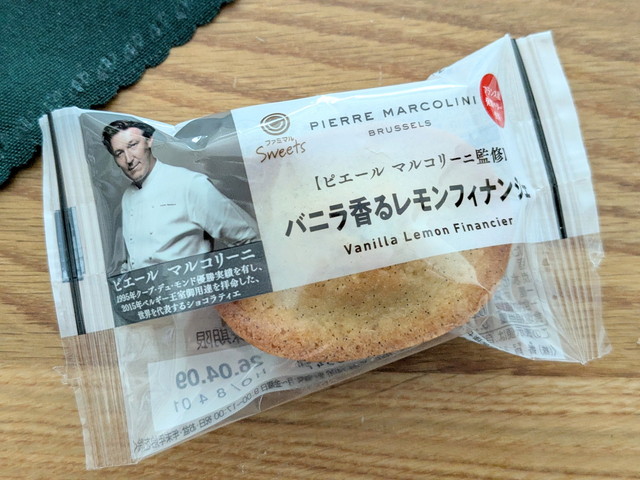 ファミマル
Sweets
PIERRE MARCOLINI
BRUSSELS
【ピエール マルコリーニ監修】
バニラ香るレモンフィナンシェ
Vanilla Lemon Financier
ピエール マルコリーニ
1995年クープ・デュ・モンド優勝実績を有し、
2015年ベルギー王室御用達を拝命した、
世界を代表するショコラティエ
26.04.09